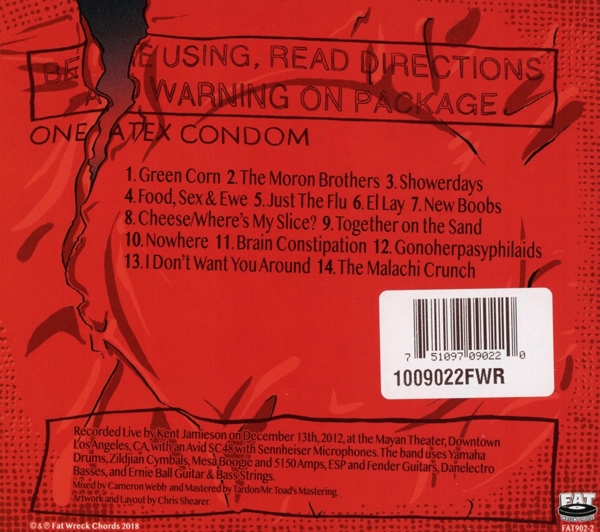 BEFORE USING, READ DIRECTIONS
AND WARNING ON PACKAGE
ONE LATEX CONDOM
1. Green Corn 2. The Moron Brothers 3. Showerdays
4. Food, Sex & Ewe 5. Just The Flu 6. El Lay 7. New Boobs
8. Cheese/Where's My Slice? 9. Together on the Sand
10. Nowhere 11. Brain Constipation 12. Gonoherpasyphilaids
13. I Don't Want You Around 14. The Malachi Crunch
7 51097 09022 0
1009022FWR
Recorded Live by Kent Jamieson on December 13th, 2012, at the Mayan Theater, Downtown
Los Angeles, CA, with an Avid SC48 with Sennheiser Microphones. The band uses Yamaha
Drums, Zildjian Cymbals, Mesa Boogie and 5150 Amps, ESP and Fender Guitars, Danelectro
Basses, and Ernie Ball Guitar & Bass Strings.
Mixed by Cameron Webb and Mastered by Tardon/Mr. Toad's Mastering.
Artwork and Layout by Chris Shearer.
© & ℗ Fat Wreck Chords 2018
FAT
FAT902-2